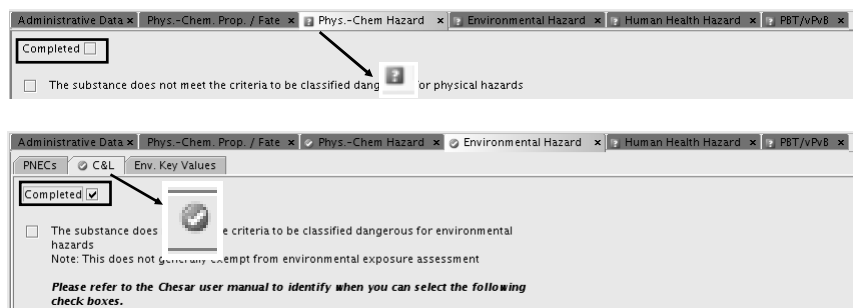 Administrative Data Phys.-Chem. Prop. / Fate Phys.-Chem Hazard Environmental Hazard Human Health Hazard PBT/vPvB
Completed
The substance does not meet the criteria to be classified dang for physical hazards
Administrative Data Phys.-Chem. Prop. / Fate Phys.-Chem Hazard Environmental Hazard Human Health Hazard PBT/vPvB
PNECs C&L Env. Key Values
Completed
The substance does e criteria to be classified dangerous for environmental
hazards
Note: This does not generally exempt from environmental exposure assessment
Please refer to the Chesar user manual to identify when you can select the following
check boxes.